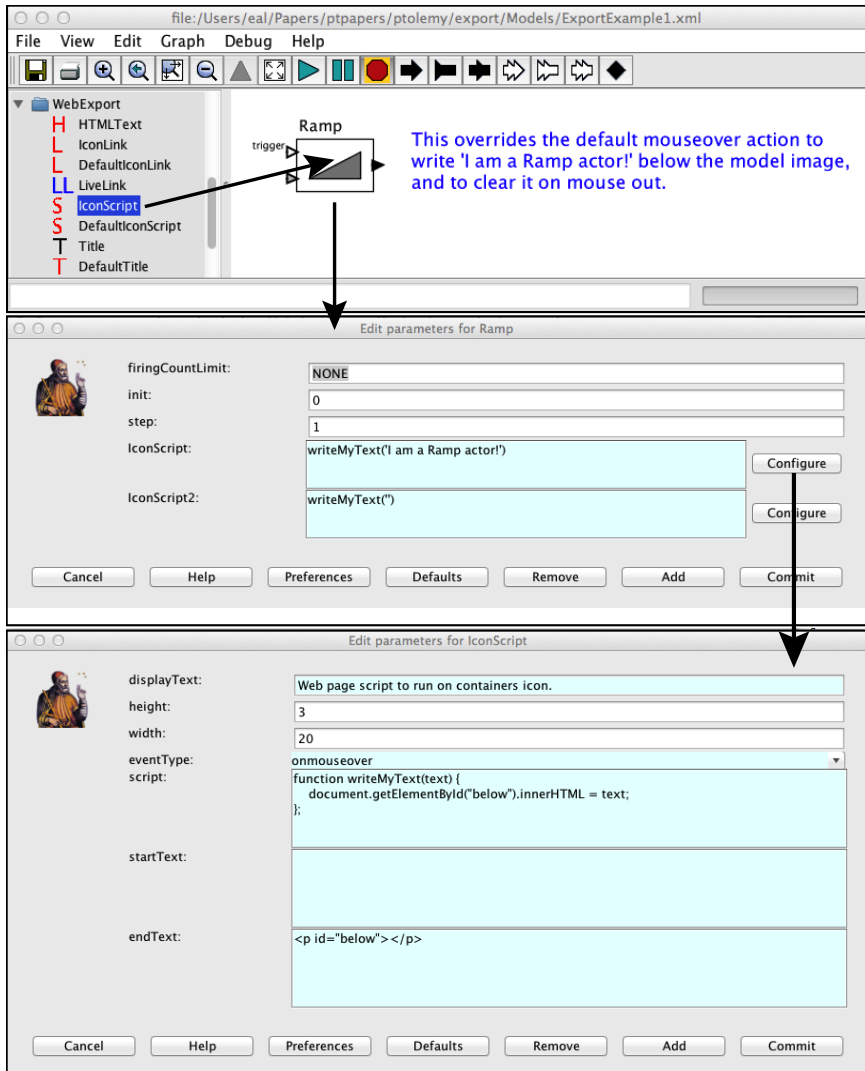 file:/Users/eal/Papers/ptpapers/ptolemy/export/Models/ExportExample1.xml
File View Edit Graph Debug Help
WebExport
H HTMLText
L IconLink
L DefaultIconLink
LL LiveLink
S IconScript
S DefaultIconScript
T Title
T DefaultTitle
Ramp
trigger
This overrides the default mouseover action to
write 'I am a Ramp actor!' below the model image,
and to clear it on mouse out.
Edit parameters for Ramp
firingCountLimit: NONE
init: 0
step: 1
IconScript: writeMyText('I am a Ramp actor!') Configure
IconScript2: writeMyText('') Configure
Cancel Help Preferences Defaults Remove Add Commit
Edit parameters for IconScript
displayText: Web page script to run on containers icon.
height: 3
width: 20
eventType: onmouseover
script: function writeMyText(text) {
document.getElementById("below").innerHTML = text;
};
startText:
endText: <p id="below"></p>
Cancel Help Preferences Defaults Remove Add Commit